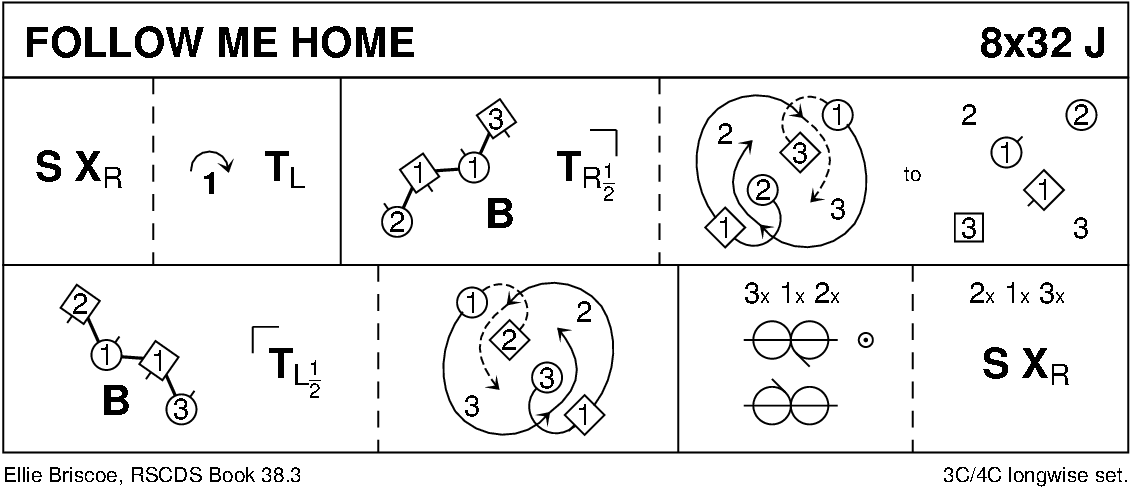 FOLLOW ME HOME 8x32 J
S XR
1 TL
3
1 1
2
B
TR½
1
2
3
2
3
1
to
2 2
1
1
3 3
2
1 1
3
B
TL½
1
2
2
3
3
1
3x 1x 2x
2x 1x 3x
S XR
Ellie Briscoe, RSCDS Book 38.3 3C/4C longwise set.